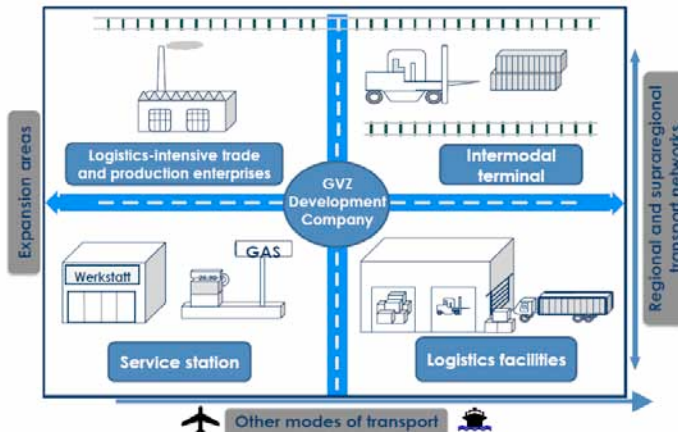 Logistics-intensive trade
and production enterprises
Intermodal
terminal
GVZ
Development
Company
Expansion areas
Regional and supraregional
transport networks
Werkstatt
GAS
Service station
Logistics facilities
Other modes of transport